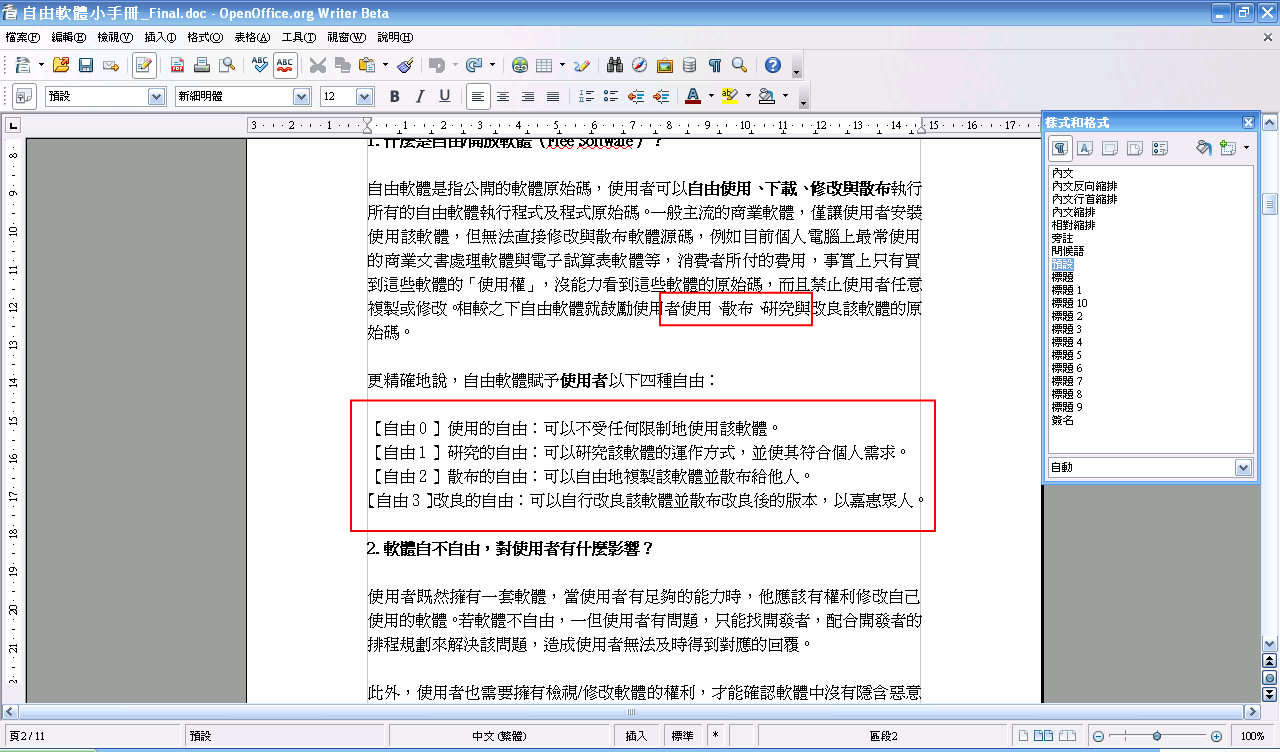 自由軟體小手冊_Final.doc - OpenOffice.org Writer Beta
檔案(F) 編輯(E) 檢視(V) 插入(I) 格式(O) 表格(A) 工具(T) 視窗(W) 說明(H)
預設 新細明體 12 B I U
3 2 1 1 2 3 4 5 6 7 8 9 10 11 12 13 14 15 16 17
樣式和格式
內文
內文反向縮排
內文行首縮排
內文縮排
相對縮排
旁註
問候語
預設
標題
標題 1
標題 10
標題 2
標題 3
標題 4
標題 5
標題 6
標題 7
標題 8
標題 9
簽名
自動
1. 什麼是自由/開放軟體（Free Software）？
自由軟體是指公開的軟體原始碼，使用者可以自由使用、下載、修改與散布執行
所有的自由軟體執行程式及程式原始碼。一般主流的商業軟體，僅讓使用者安裝
使用該軟體，但無法直接修改與散布軟體源碼，例如目前個人電腦上最常使用
的商業文書處理軟體與電子試算表軟體等，消費者所付的費用，事實上只有買
到這些軟體的「使用權」，沒能力看到這些軟體的原始碼，而且禁止使用者任意
複製或修改。相較之下自由軟體就鼓勵使用者使用、散布、研究與改良該軟體的原
始碼。
更精確地說，自由軟體賦予使用者以下四種自由：
【自由 0 】使用的自由：可以不受任何限制地使用該軟體。
【自由 1 】研究的自由：可以研究該軟體的運作方式，並使其符合個人需求。
【自由 2 】散布的自由：可以自由地複製該軟體並散布給他人。
【自由 3 】改良的自由：可以自行改良該軟體並散布改良後的版本，以嘉惠眾人。
2. 軟體自不自由，對使用者有什麼影響？
使用者既然擁有一套軟體，當使用者有足夠的能力時，他應該有權利修改自己
使用的軟體。若軟體不自由，一但使用者有問題，只能找開發者，配合開發者的
排程規劃來解決該問題，造成使用者無法及時得到對應的回覆。
此外，使用者也需要擁有檢視/修改軟體的權利，才能確認軟體中沒有隱含惡意
頁 2 / 11 預設 中文 (繁體) 插入 標準 * 區段2 100%